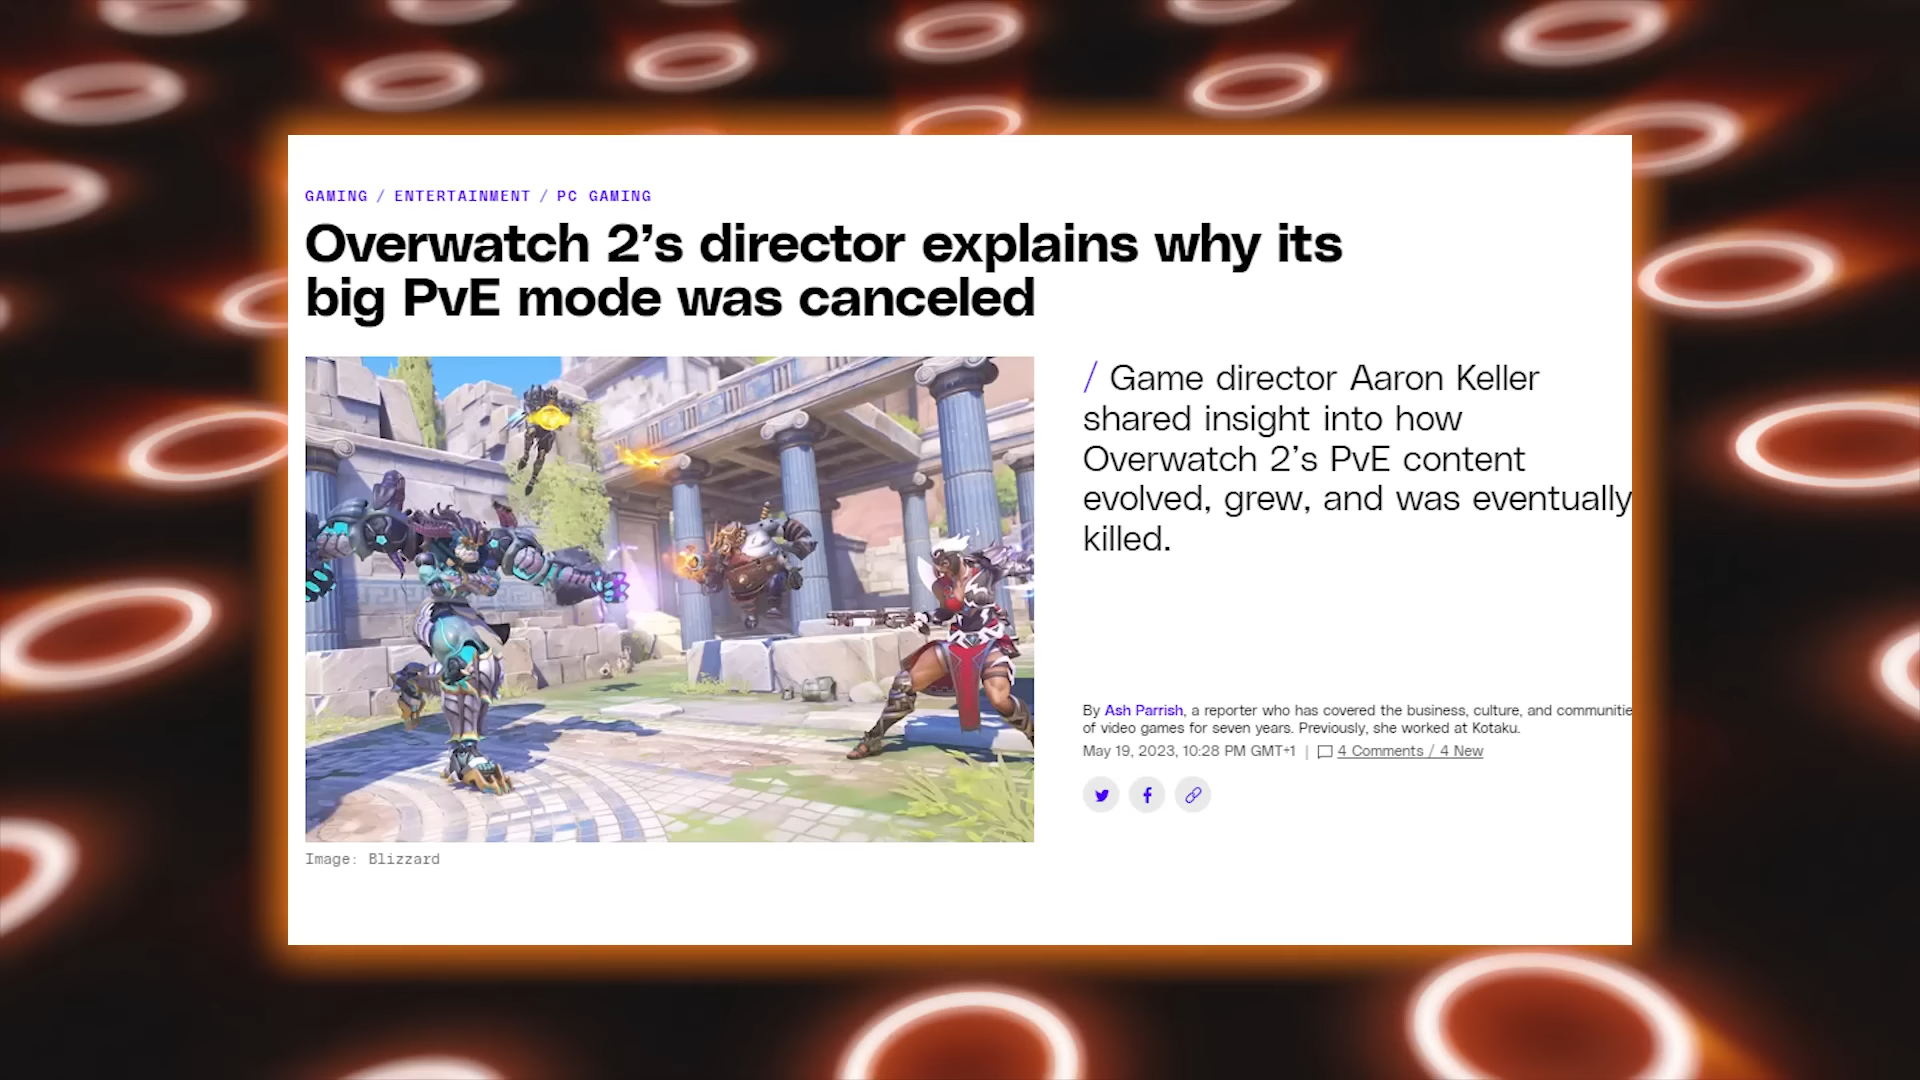 GAMING / ENTERTAINMENT / PC GAMING
Overwatch 2’s director explains why its
big PvE mode was canceled
/ Game director Aaron Keller
shared insight into how
Overwatch 2’s PvE content
evolved, grew, and was eventually
killed.
By Ash Parrish, a reporter who has covered the business, culture, and communitie
of video games for seven years. Previously, she worked at Kotaku.
May 19, 2023, 10:28 PM GMT+1 | 4 Comments / 4 New
Image: Blizzard